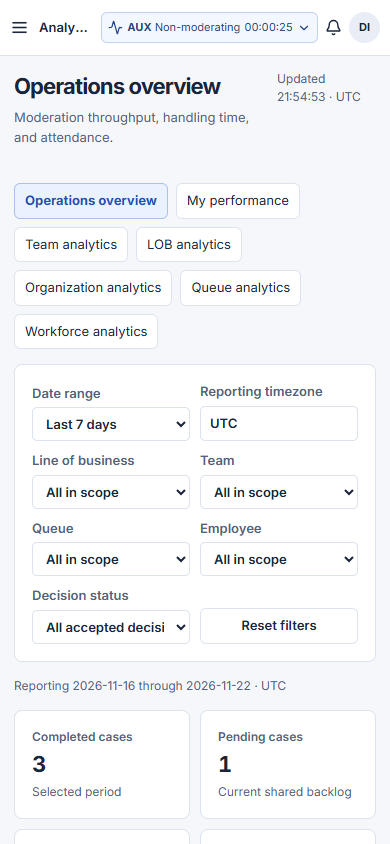 Analy…
AUX Non-moderating 00:00:25
DI
Operations overview
Updated
21:54:53 · UTC
Moderation throughput, handling time,
and attendance.
Operations overview
My performance
Team analytics
LOB analytics
Organization analytics
Queue analytics
Workforce analytics
Date range
Reporting timezone
Last 7 days
UTC
Line of business
Team
All in scope
All in scope
Queue
Employee
All in scope
All in scope
Decision status
All accepted decisi
Reset filters
Reporting 2026-11-16 through 2026-11-22 · UTC
Completed cases
Pending cases
3
1
Selected period
Current shared backlog